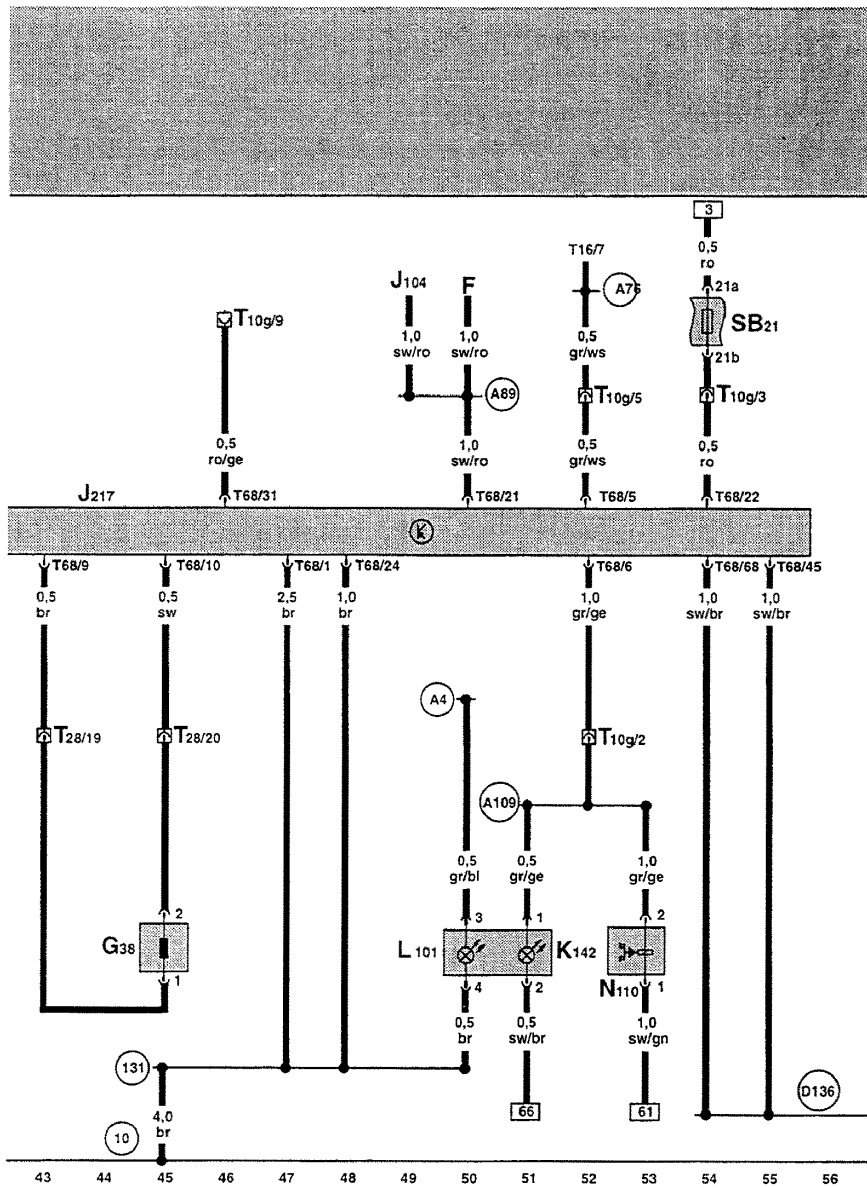 3
0,5
ro
T16/7
J104
F
A76
21a
T10g/9
SB21
1,0
sw/ro
1,0
sw/ro
0,5
gr/ws
21b
A89
T10g/5
T10g/3
0,5
ro/ge
1,0
sw/ro
0,5
gr/ws
0,5
ro
J217
T68/31
T68/21
T68/5
T68/22
k
T68/9
T68/10
T68/1
T68/24
T68/6
T68/68
T68/45
0,5
br
0,5
sw
2,5
br
1,0
br
1,0
gr/ge
1,0
sw/br
1,0
sw/br
A4
T28/19
T28/20
T10g/2
A109
0,5
gr/bl
0,5
gr/ge
1,0
gr/ge
2
3
1
2
G38
L101
K142
1
4
2
N110
1
0,5
br
0,5
sw/br
1,0
sw/gn
131
66
61
D136
4,0
br
10
43 44 45 46 47 48 49 50 51 52 53 54 55 56